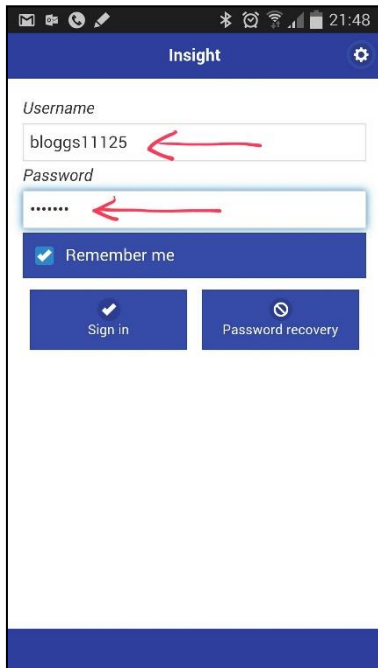 21:48
Insight
Username
bloggs11125
Password
•••••••
Remember me
Sign in
Password recovery